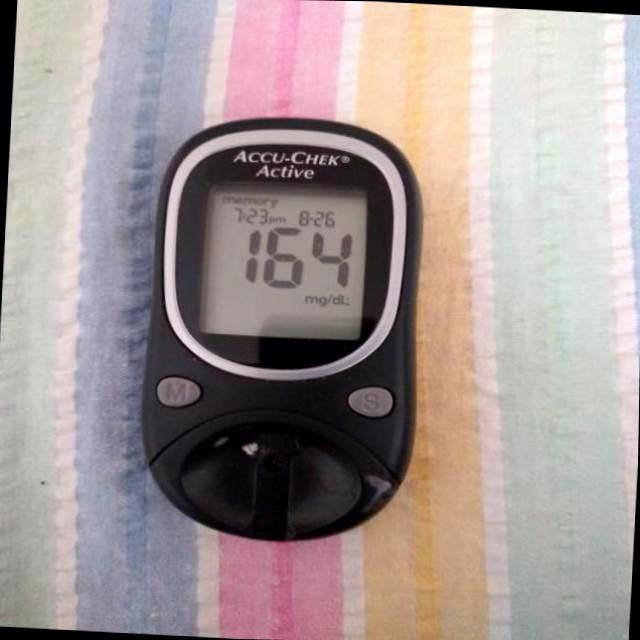 ACCU-CHEK®
Active
memory
7:23pm 8-26
164
mg/dL
M S